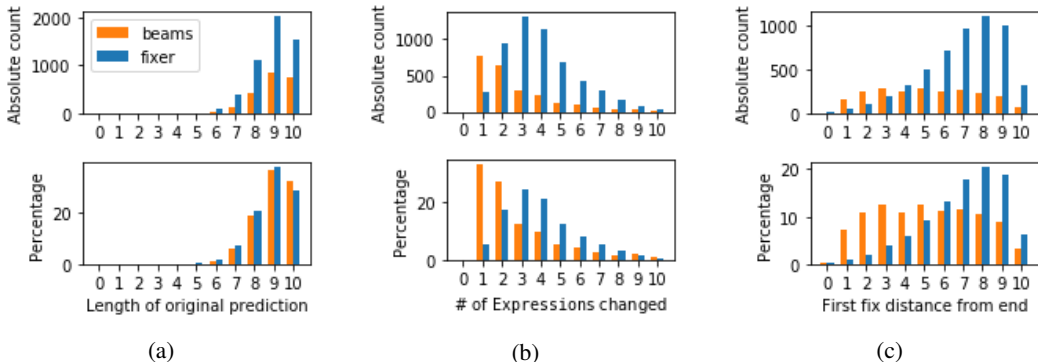 Absolute count
2000
1000
0
beams
fixer
0 1 2 3 4 5 6 7 8 9 10
Percentage
20
0
0 1 2 3 4 5 6 7 8 9 10
Length of original prediction
(a)
Absolute count
1000
500
0
0 1 2 3 4 5 6 7 8 9 10
Percentage
20
0
0 1 2 3 4 5 6 7 8 9 10
# of Expressions changed
(b)
Absolute count
1000
500
0
0 1 2 3 4 5 6 7 8 9 10
Percentage
20
10
0
0 1 2 3 4 5 6 7 8 9 10
First fix distance from end
(c)